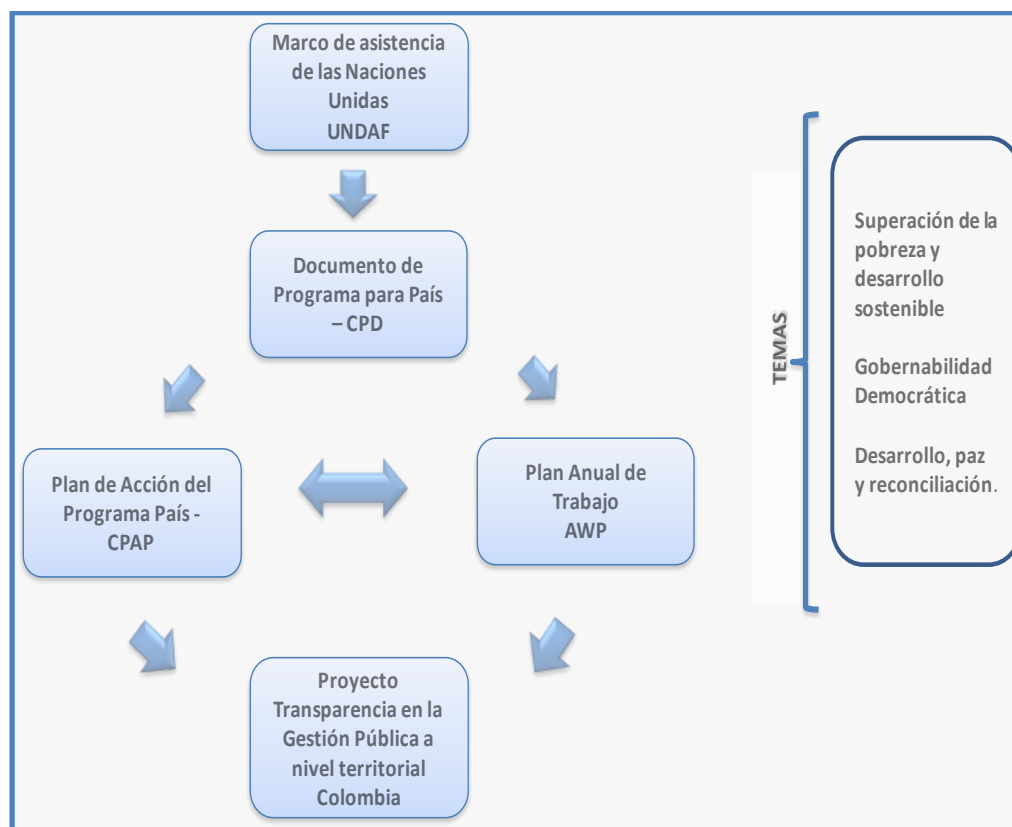 Marco de asistencia
de las Naciones
Unidas
UNDAF
Documento de
Programa para País
– CPD
Plan de Acción del
Programa País -
CPAP
Plan Anual de
Trabajo
AWP
Proyecto
Transparencia en la
Gestión Pública a
nivel territorial
Colombia
TEMAS
Superación de la
pobreza y
desarrollo
sostenible
Gobernabilidad
Democrática
Desarrollo, paz
y reconciliación.